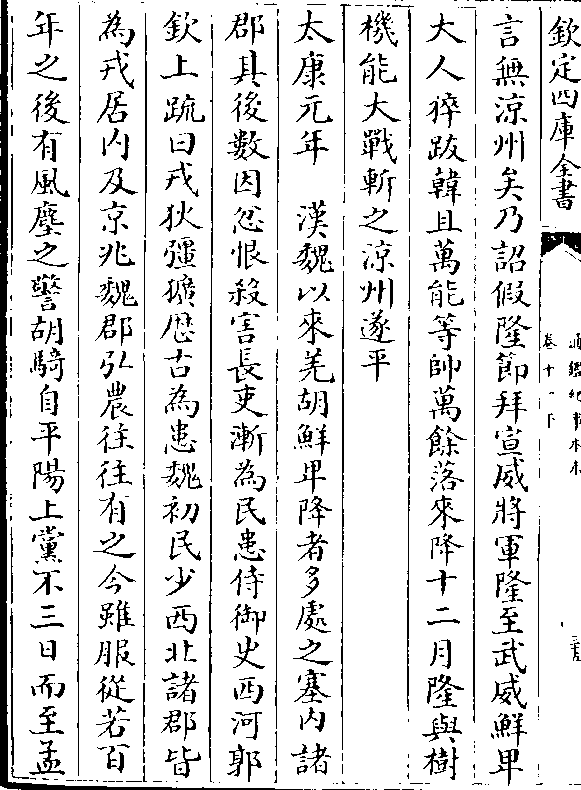 欽定四庫全書
通鑑紀事本末
卷十一下
言無涼州矣乃詔假隆節拜宣威將軍隆至武威鮮卑
大人猝跋韓且萬能等帥萬餘落來降十二月隆與樹
機能大戰斬之涼州遂平
太康元年　漢魏以來羌胡鮮卑降者多處之塞内諸
郡其後數因忿恨殺害長吏漸為民患侍御史西河郭
欽上疏曰戎狄彊獷歴古為患魏初民少西北諸郡皆
為戎居内及京兆魏郡弘農往往有之今雖服從若百
年之後有風塵之警胡騎自平陽上黨不三日而至孟